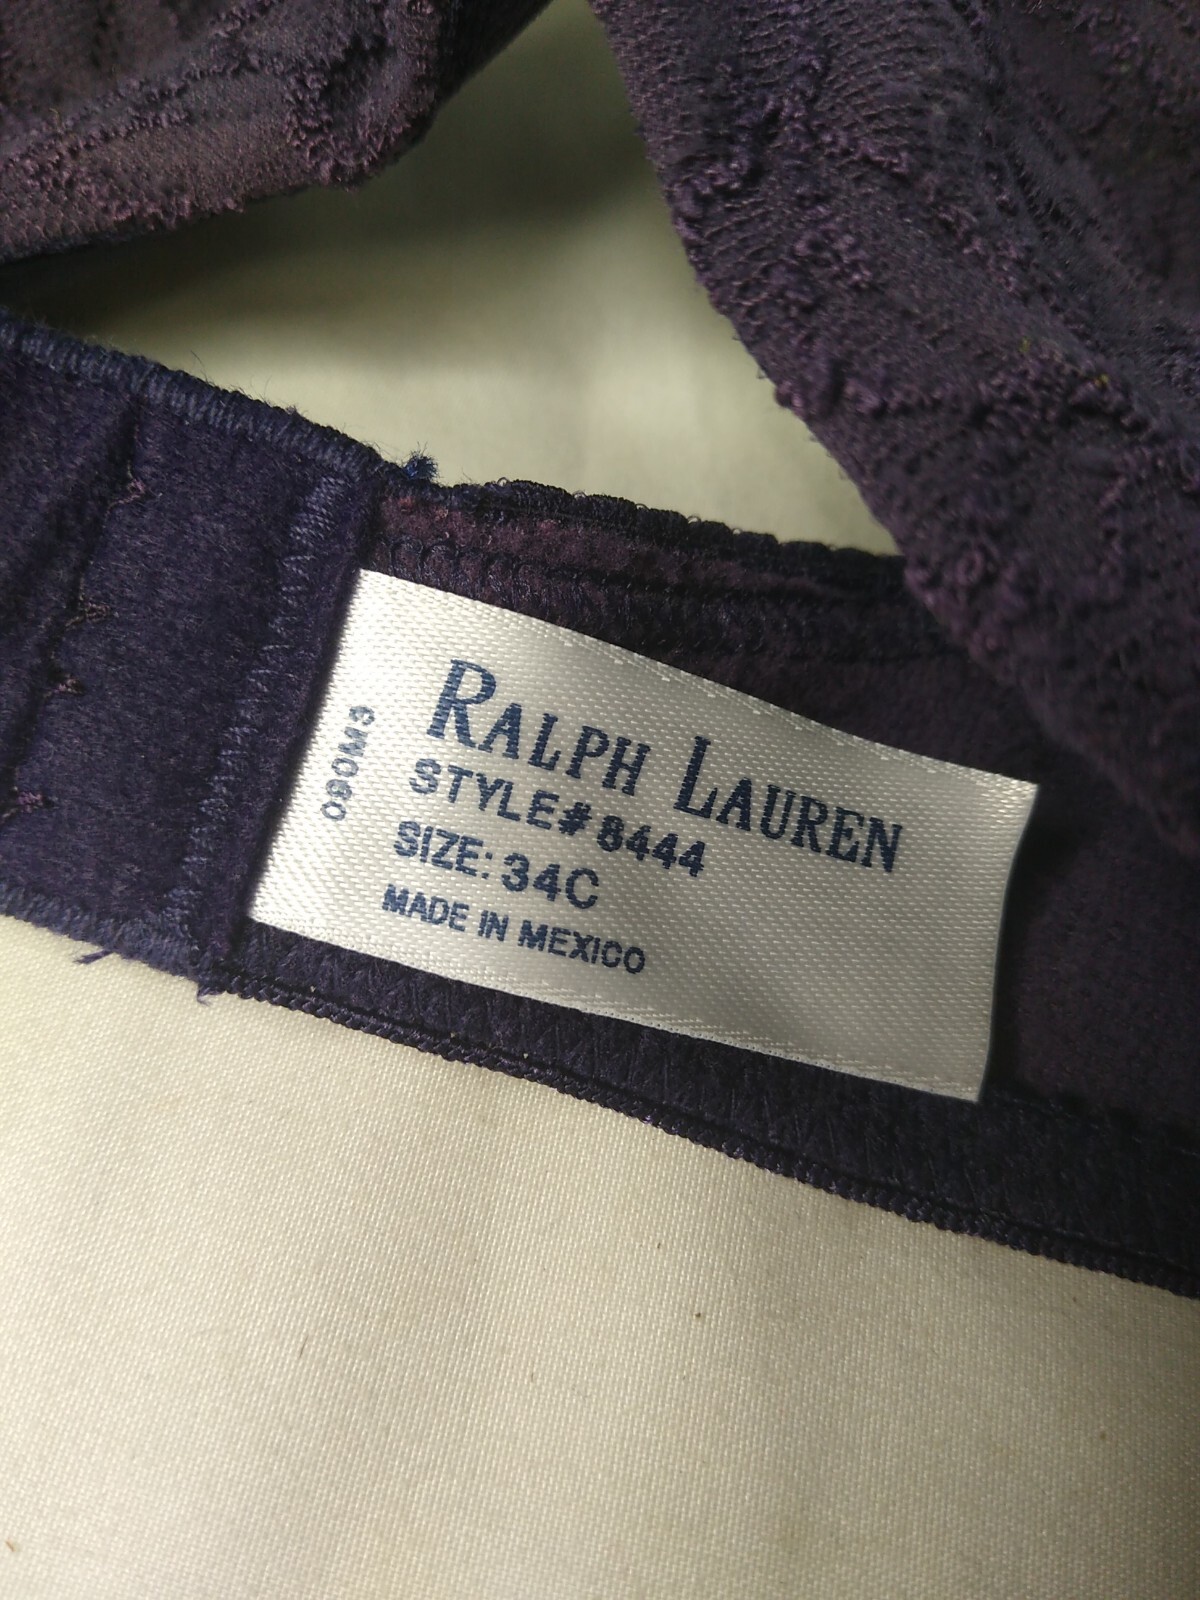 RALPH LAUREN
STYLE# 8444
SIZE: 34C
MADE IN MEXICO
090M3